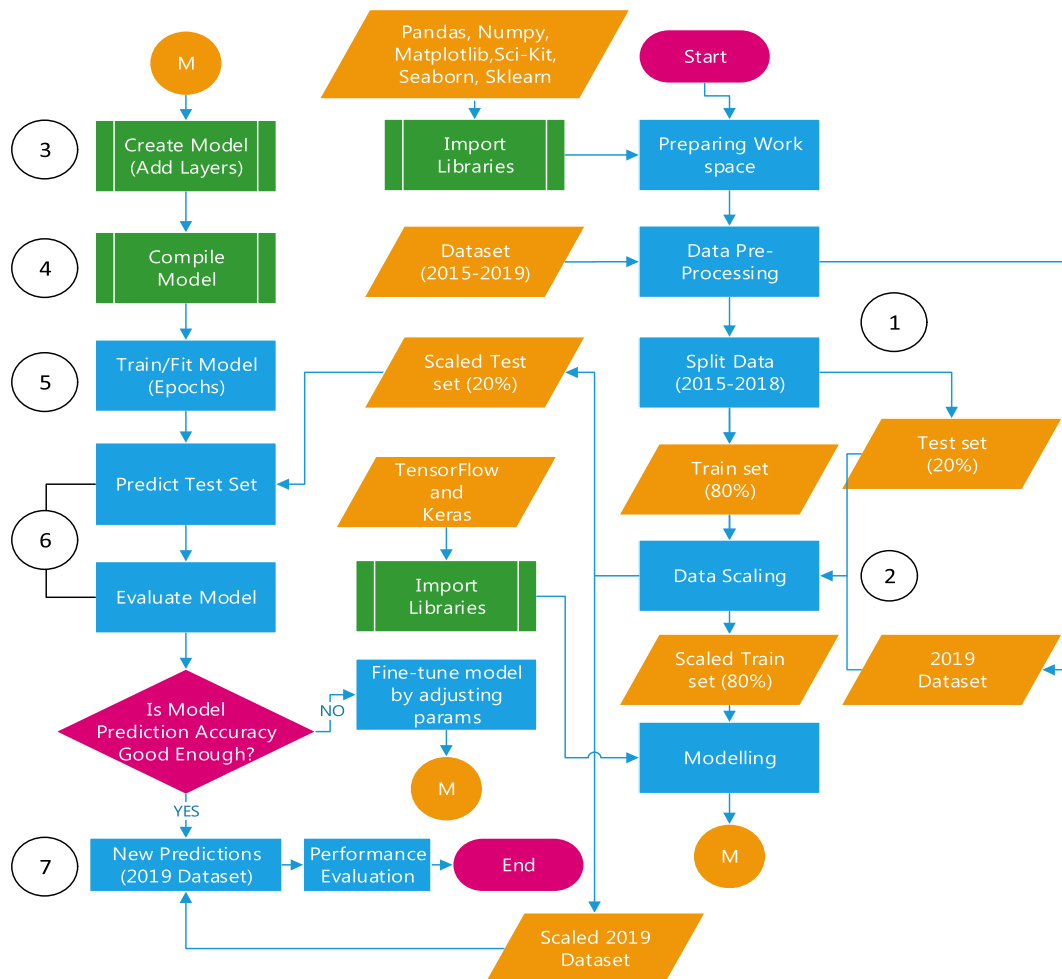 M
Pandas, Numpy,
Matplotlib,Sci-Kit,
Seaborn, Sklearn
Start
3
Create Model
(Add Layers)
Import
Libraries
Preparing Work
space
4
Compile
Model
Dataset
(2015-2019)
Data Pre-
Processing
1
5
Train/Fit Model
(Epochs)
Scaled Test
set (20%)
Split Data
(2015-2018)
Predict Test Set
TensorFlow
and
Keras
Train set
(80%)
Test set
(20%)
6
Evaluate Model
Import
Libraries
Data Scaling
2
Is Model
Prediction Accuracy
Good Enough?
NO
Fine-tune model
by adjusting
params
Scaled Train
set (80%)
2019
Dataset
M
Modelling
YES
M
7
New Predictions
(2019 Dataset)
Performance
Evaluation
End
Scaled 2019
Dataset